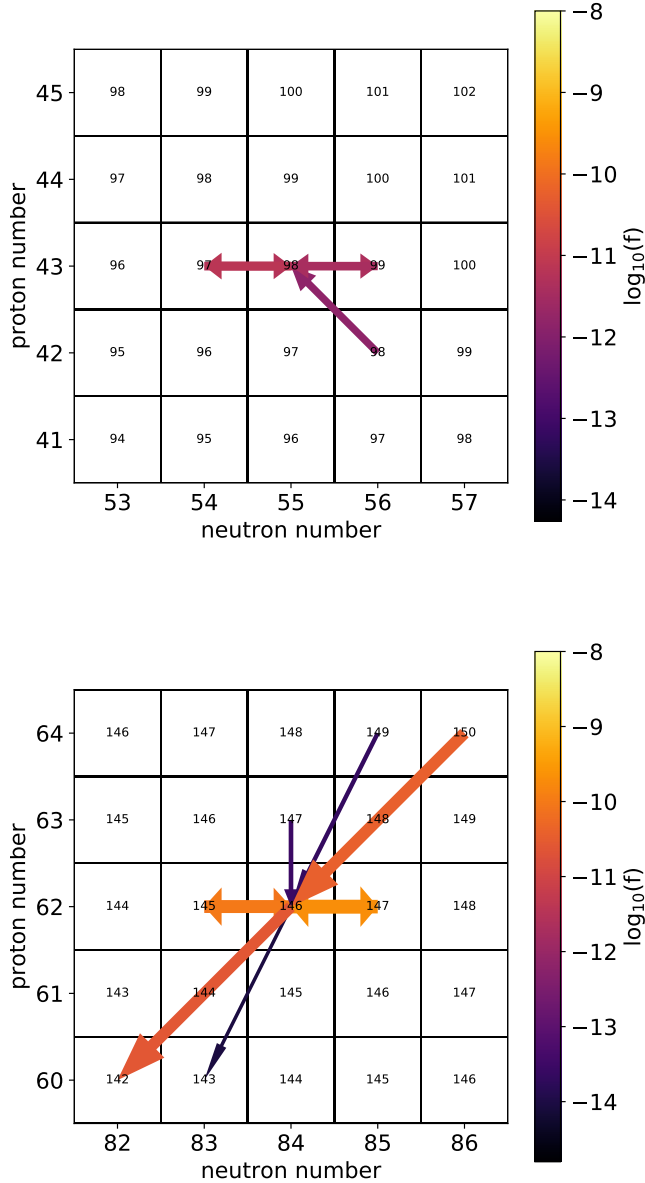 −8
45 98 99 100 101 102
−9
44 97 98 99 100 101
−10
43 96 97 98 99 100
−11
42 95 96 97 98 99
−12
41 94 95 96 97 98
−13
−14
53 54 55 56 57
neutron number
proton number
log10(f)
−8
64 146 147 148 149 150
−9
63 145 146 147 148 149
−10
62 144 145 146 147 148
−11
61 143 144 145 146 147
−12
60 142 143 144 145 146
−13
−14
82 83 84 85 86
neutron number
proton number
log10(f)